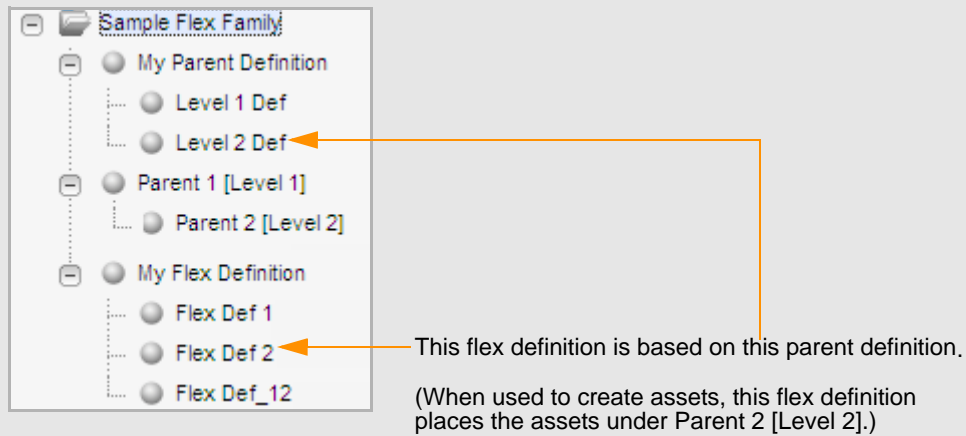 Sample Flex Family
My Parent Definition
Level 1 Def
Level 2 Def
Parent 1 [Level 1]
Parent 2 [Level 2]
My Flex Definition
Flex Def 1
Flex Def 2
Flex Def_12
This flex definition is based on this parent definition.
(When used to create assets, this flex definition
places the assets under Parent 2 [Level 2].)